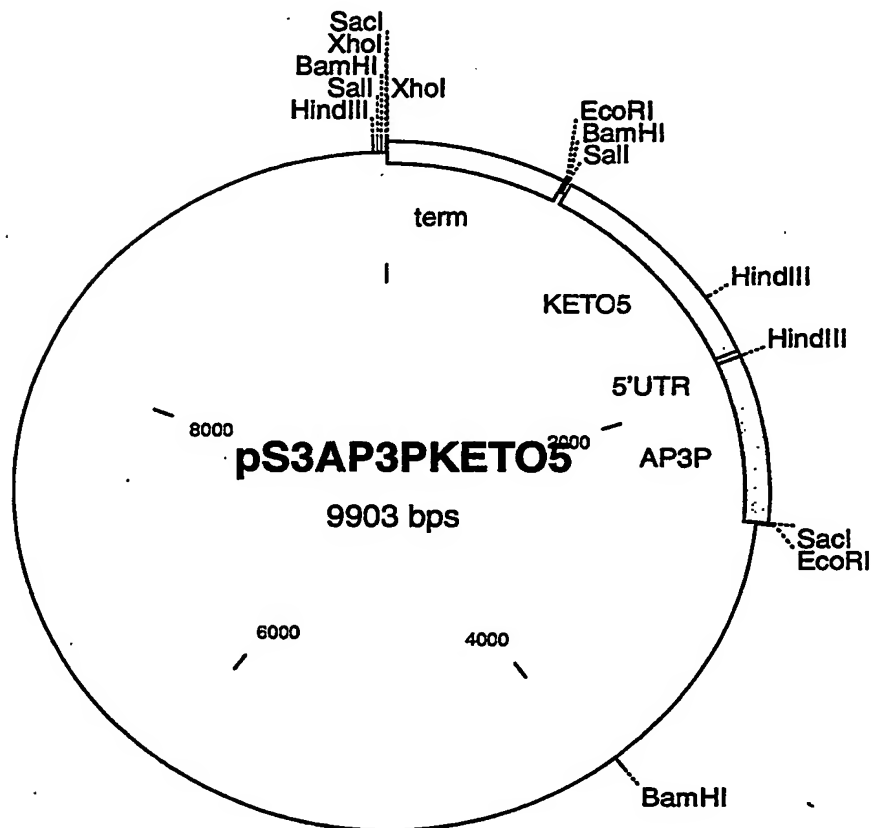 SacI
XhoI
BamHI
SalI XhoI
HindIII
EcoRI
BamHI
SalI
term
HindIII
KETO5
HindIII
5'UTR
8000
2000
pS3AP3PKETO5
AP3P
9903 bps
SacI
EcoRI
6000
4000
BamHI